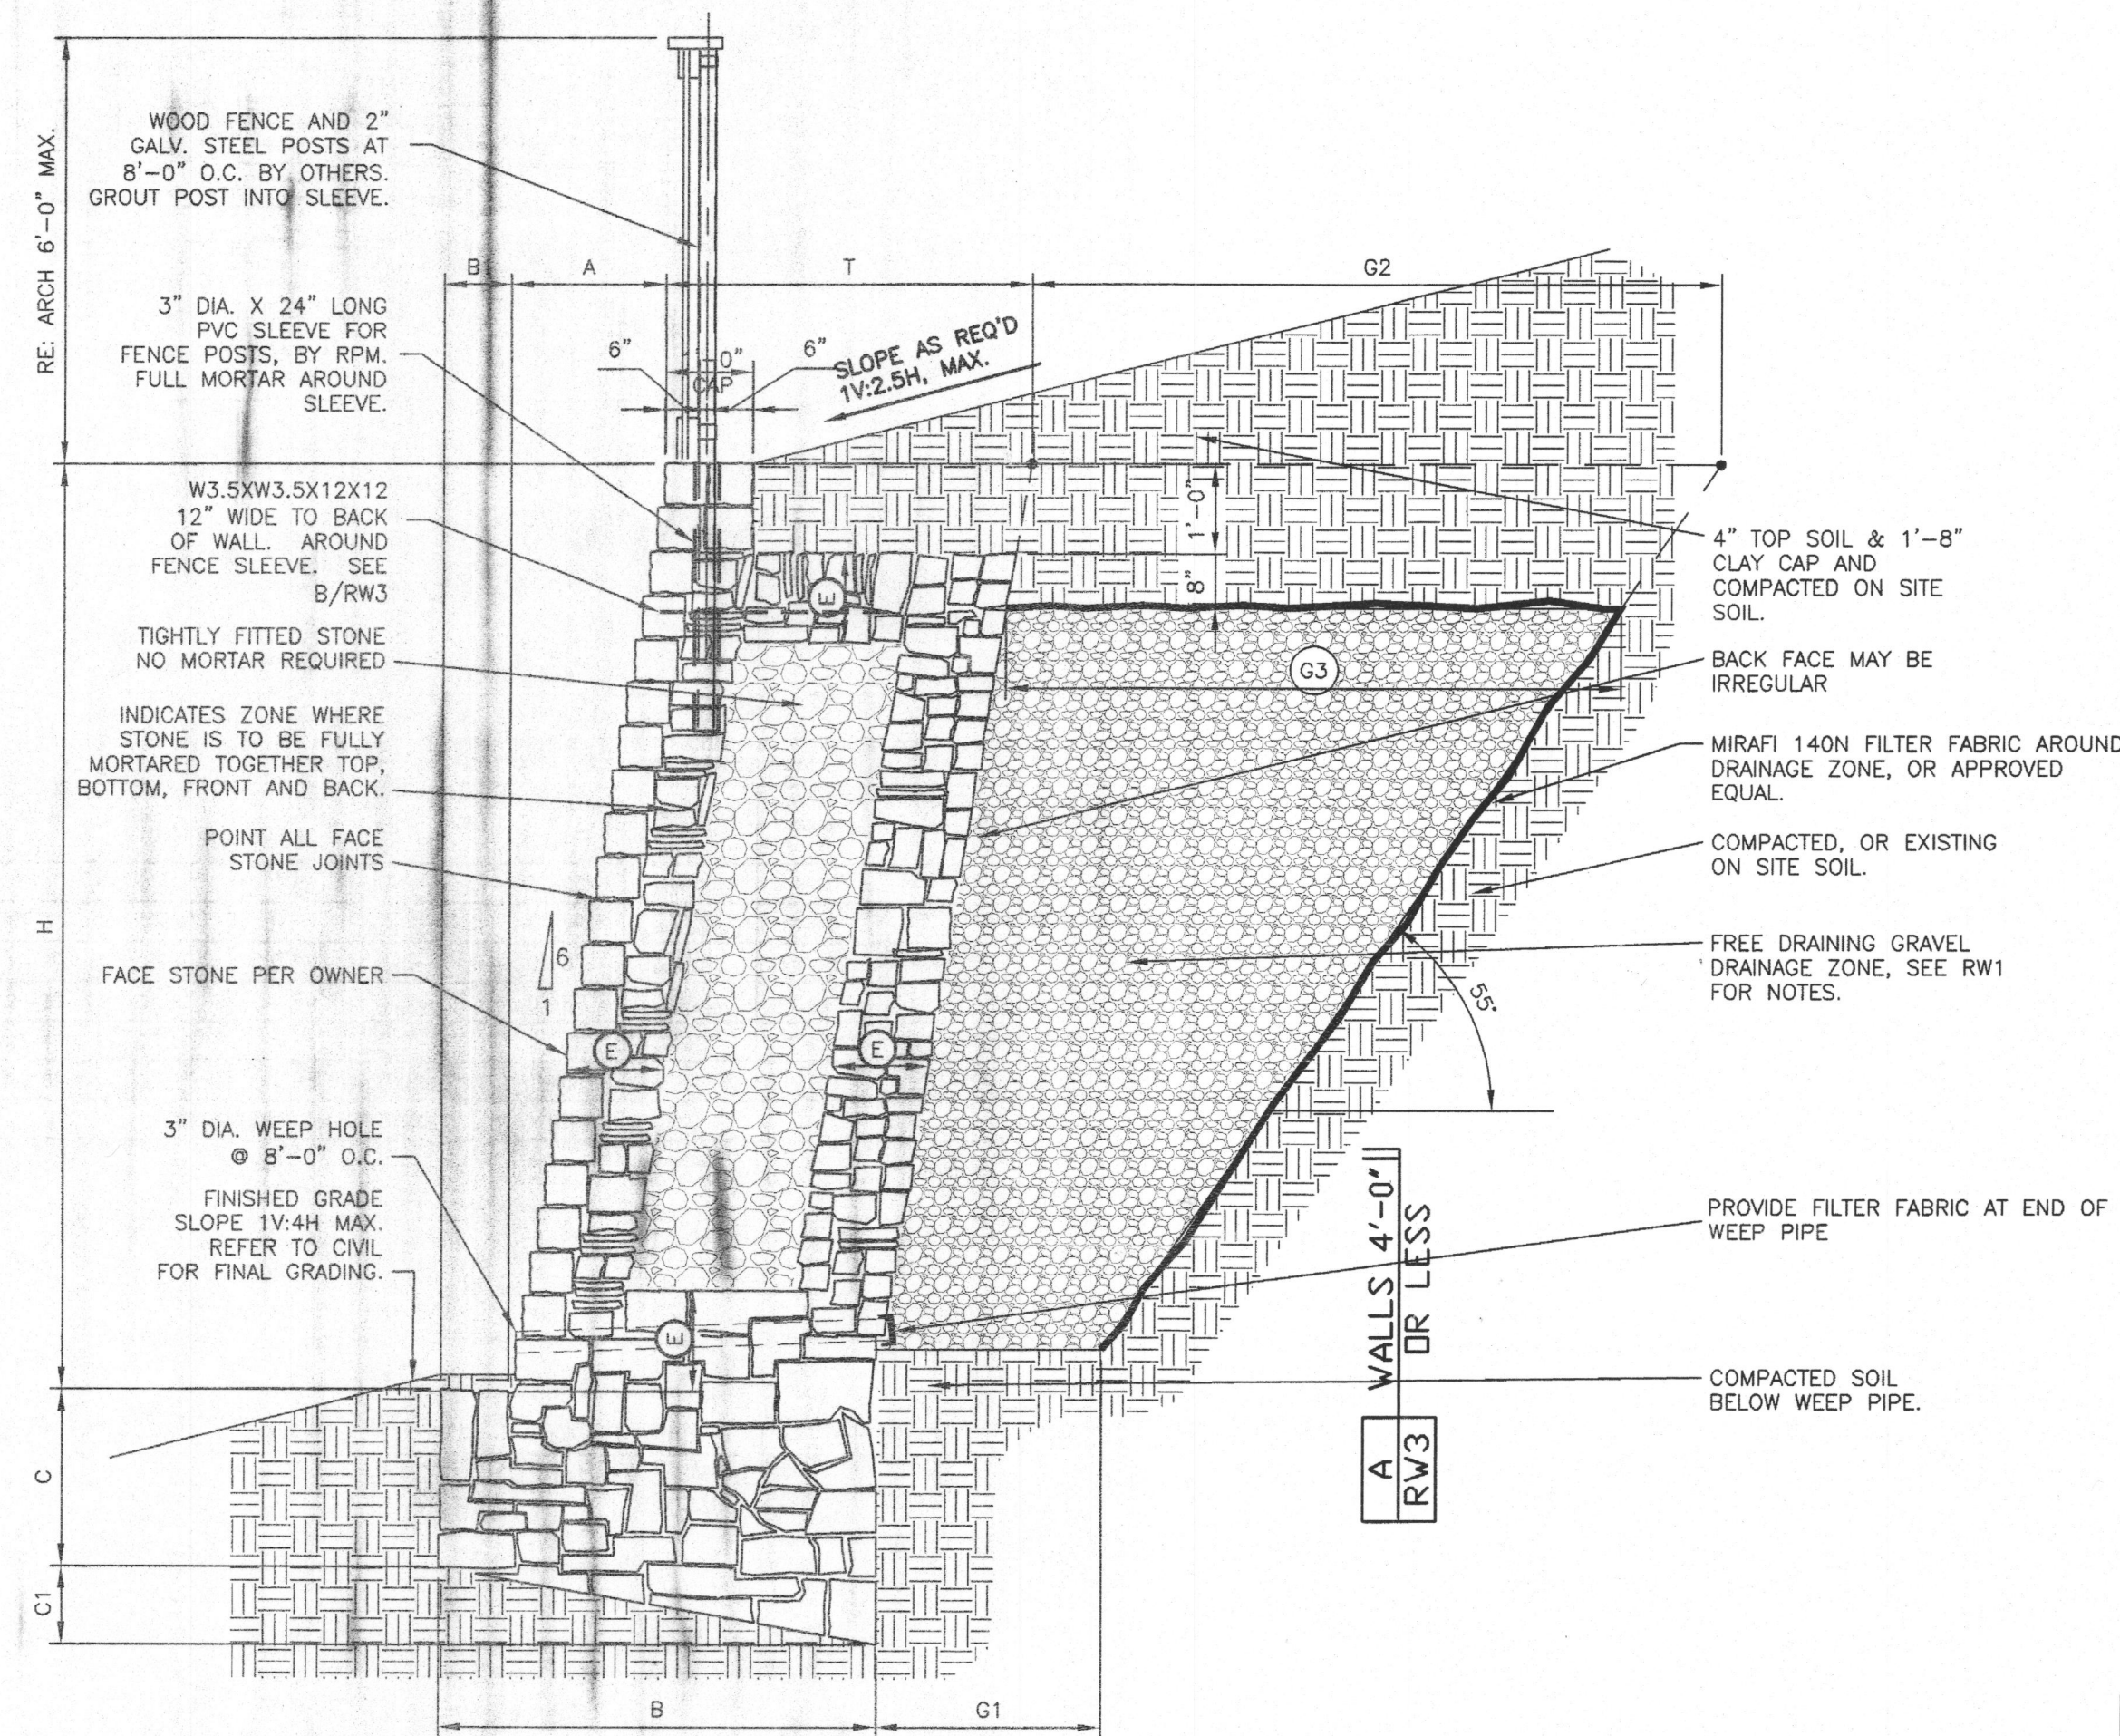 RE: ARCH 6'-0" MAX.
WOOD FENCE AND 2"
GALV. STEEL POSTS AT
8'-0" O.C. BY OTHERS.
GROUT POST INTO SLEEVE.
B
A
T
G2
3" DIA. X 24" LONG
PVC SLEEVE FOR
FENCE POSTS, BY RPM.
FULL MORTAR AROUND
SLEEVE.
6"
CAP
6"
SLOPE AS REQ'D
1V:2.5H, MAX.
W3.5XW3.5X12X12
12" WIDE TO BACK
OF WALL. AROUND
FENCE SLEEVE. SEE
B/RW3
1'-0"
8"
E
4" TOP SOIL & 1'-8"
CLAY CAP AND
COMPACTED ON SITE
SOIL.
TIGHTLY FITTED STONE
NO MORTAR REQUIRED
G3
BACK FACE MAY BE
IRREGULAR
INDICATES ZONE WHERE
STONE IS TO BE FULLY
MORTARED TOGETHER TOP,
BOTTOM, FRONT AND BACK.
MIRAFI 140N FILTER FABRIC AROUND
DRAINAGE ZONE, OR APPROVED
EQUAL.
POINT ALL FACE
STONE JOINTS
COMPACTED, OR EXISTING
ON SITE SOIL.
H
6
1
FACE STONE PER OWNER
FREE DRAINING GRAVEL
DRAINAGE ZONE, SEE RW1
FOR NOTES.
55°
E
E
3" DIA. WEEP HOLE
@ 8'-0" O.C.
FINISHED GRADE
SLOPE 1V:4H MAX.
REFER TO CIVIL
FOR FINAL GRADING.
PROVIDE FILTER FABRIC AT END OF
WEEP PIPE
E
COMPACTED SOIL
BELOW WEEP PIPE.
A
RW3
WALLS 4'-0"
OR LESS
C
C1
B
G1